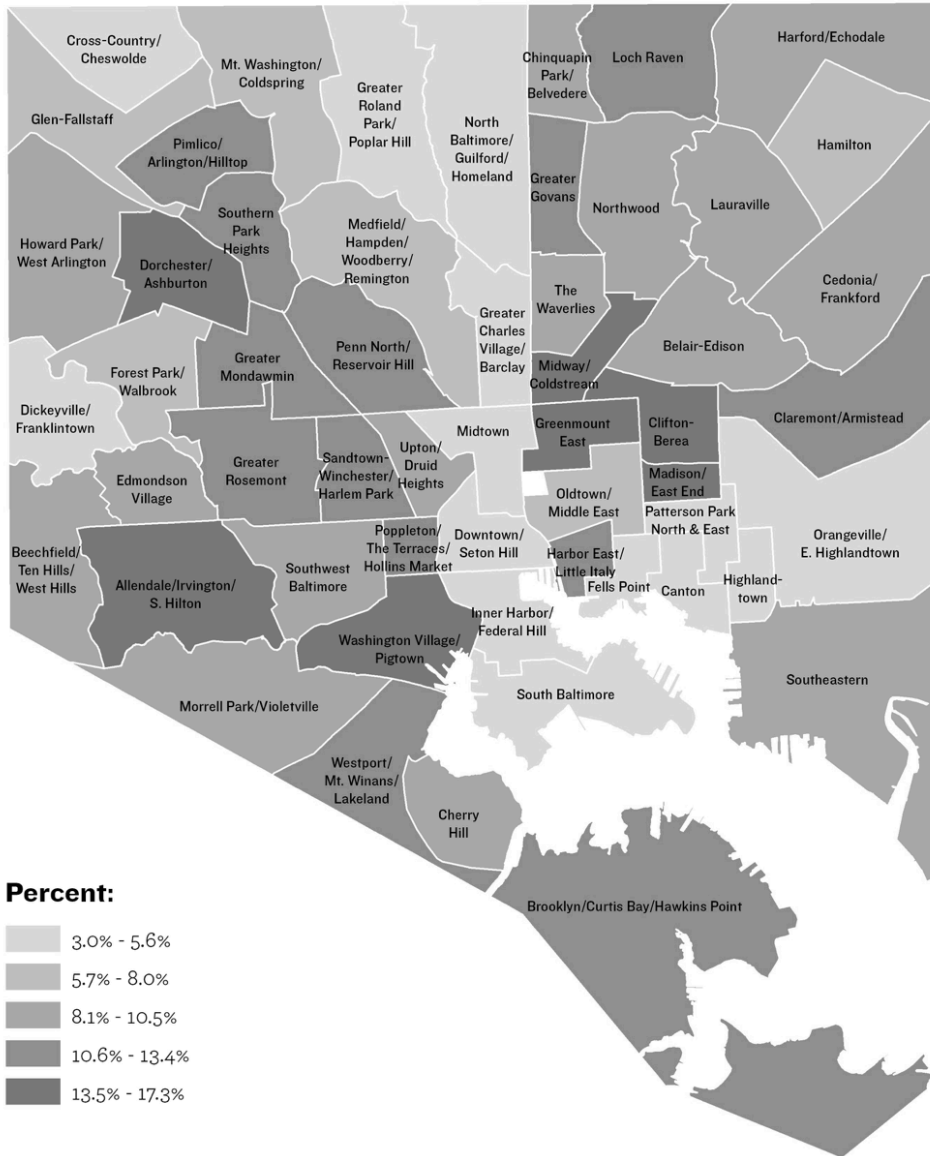 Cross-Country/
Cheswolde
Mt. Washington/
Coldspring
Greater
Roland
Park/
Poplar Hill
North
Baltimore/
Guilford/
Homeland
Chinquapin
Park/
Belvedere
Loch Raven
Harford/Echodale
Glen-Fallstaff
Pimlico/
Arlington/Hilltop
Hamilton
Greater
Govans
Northwood
Lauraville
Southern
Park
Heights
Medfield/
Hampden/
Woodberry/
Remington
Howard Park/
West Arlington
Dorchester/
Ashburton
Cedonia/
Frankford
The
Waverlies
Greater
Charles
Village/
Barclay
Belair-Edison
Penn North/
Reservoir Hill
Greater
Mondawmin
Forest Park/
Walbrook
Midway/
Coldstream
Dickeyville/
Franklintown
Claremont/Armistead
Midtown
Greenmount
East
Clifton-
Berea
Upton/
Druid
Heights
Sandtown-
Winchester/
Harlem Park
Greater
Rosemont
Edmondson
Village
Madison/
East End
Oldtown/
Middle East
Patterson Park
North & East
Orangeville/
E. Highlandtown
Beechfield/
Ten Hills/
West Hills
Allendale/Irvington/
S. Hilton
Southwest
Baltimore
Poppleton/
The Terraces/
Hollins Market
Downtown/
Seton Hill
Harbor East/
Little Italy
Fells Point
Canton
Highland-
town
Inner Harbor/
Federal Hill
Washington Village/
Pigtown
Southeastern
South Baltimore
Morrell Park/Violetville
Westport/
Mt. Winans/
Lakeland
Cherry
Hill
Brooklyn/Curtis Bay/Hawkins Point
Percent:
3.0% - 5.6%
5.7% - 8.0%
8.1% - 10.5%
10.6% - 13.4%
13.5% - 17.3%